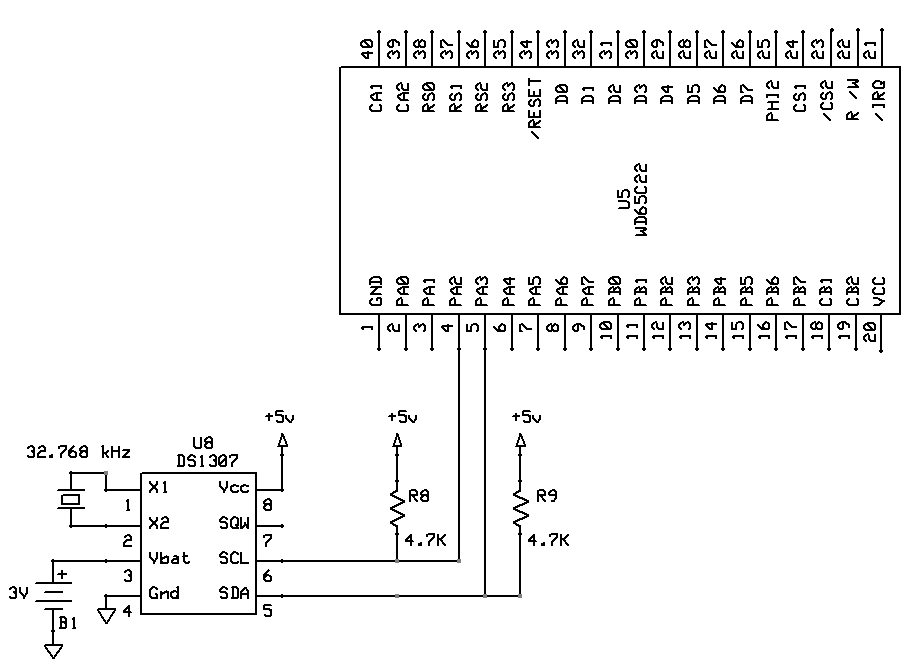 40 39 38 37 36 35 34 33 32 31 30 29 28 27 26 25 24 23 22 21
CA1 CA2 RS0 RS1 RS2 RS3 /RESET D0 D1 D2 D3 D4 D5 D6 D7 PHI2 CS1 /CS2 R /W /IRQ
U5
WD65C22
GND PA0 PA1 PA2 PA3 PA4 PA5 PA6 PA7 PB0 PB1 PB2 PB3 PB4 PB5 PB6 PB7 CB1 CB2 VCC
1 2 3 4 5 6 7 8 9 10 11 12 13 14 15 16 17 18 19 20
+5v +5v +5v
U8
32.768 kHz
DS1307
X1 Vcc R8 R9
1 8
X2 SQW
2 7 4.7K 4.7K
Vbat SCL
+ 3 6
3V Gnd SDA
4 5
B1